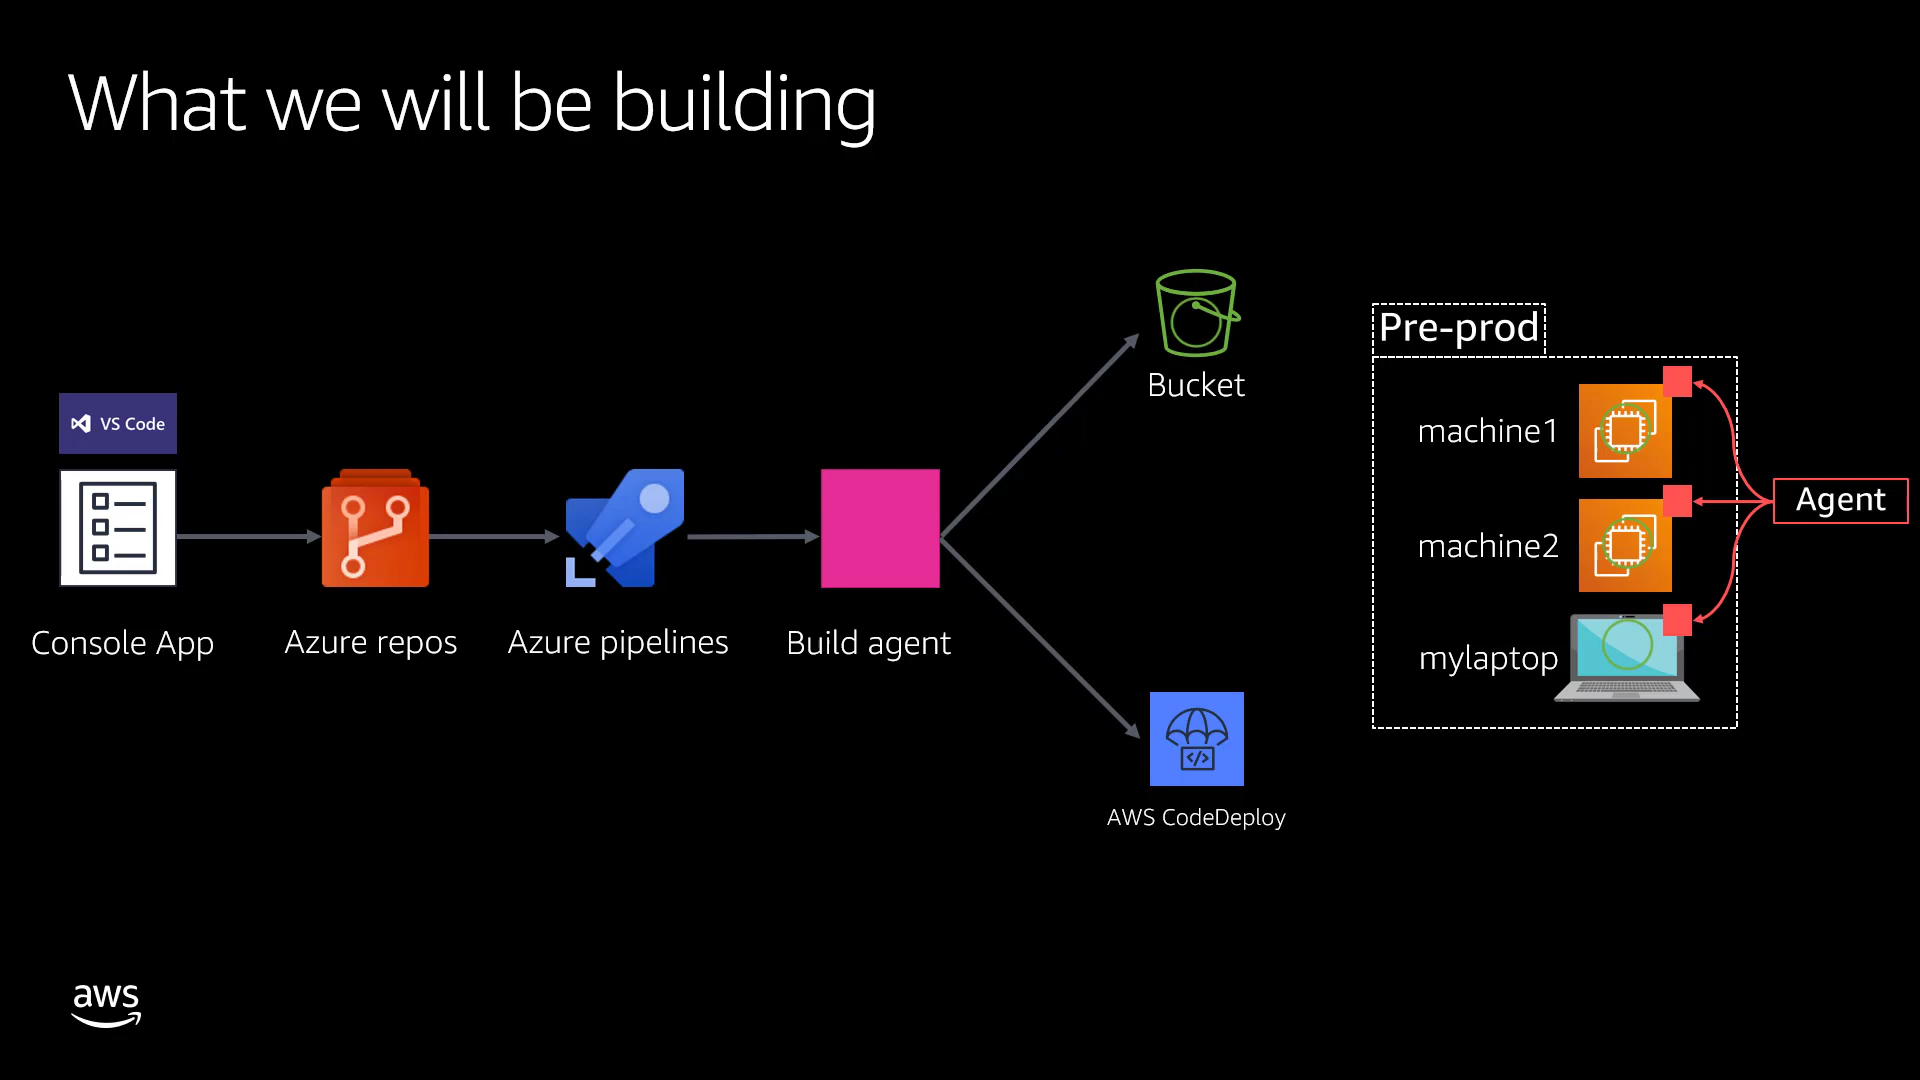 What we will be building
VS Code
Console App
Azure repos
Azure pipelines
Build agent
Bucket
</>
AWS CodeDeploy
Pre-prod
machine1
machine2
mylaptop
Agent
aws